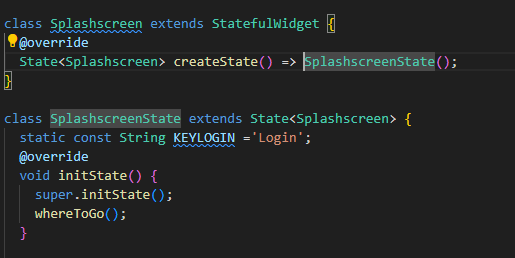 class Splashscreen extends StatefulWidget {
@override
State<Splashscreen> createState() => SplashscreenState();
}
class SplashscreenState extends State<Splashscreen> {
static const String KEYLOGIN ='Login';
@override
void initState() {
super.initState();
whereToGo();
}